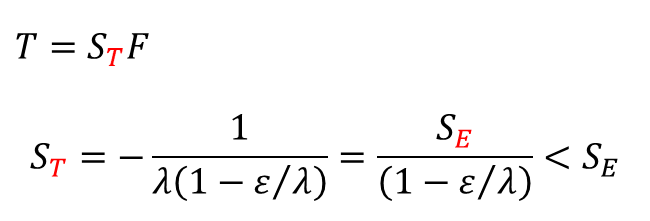 T = S_T F
S_T = − 1 / λ(1 − ε/λ) = S_E / (1 − ε/λ) < S_E